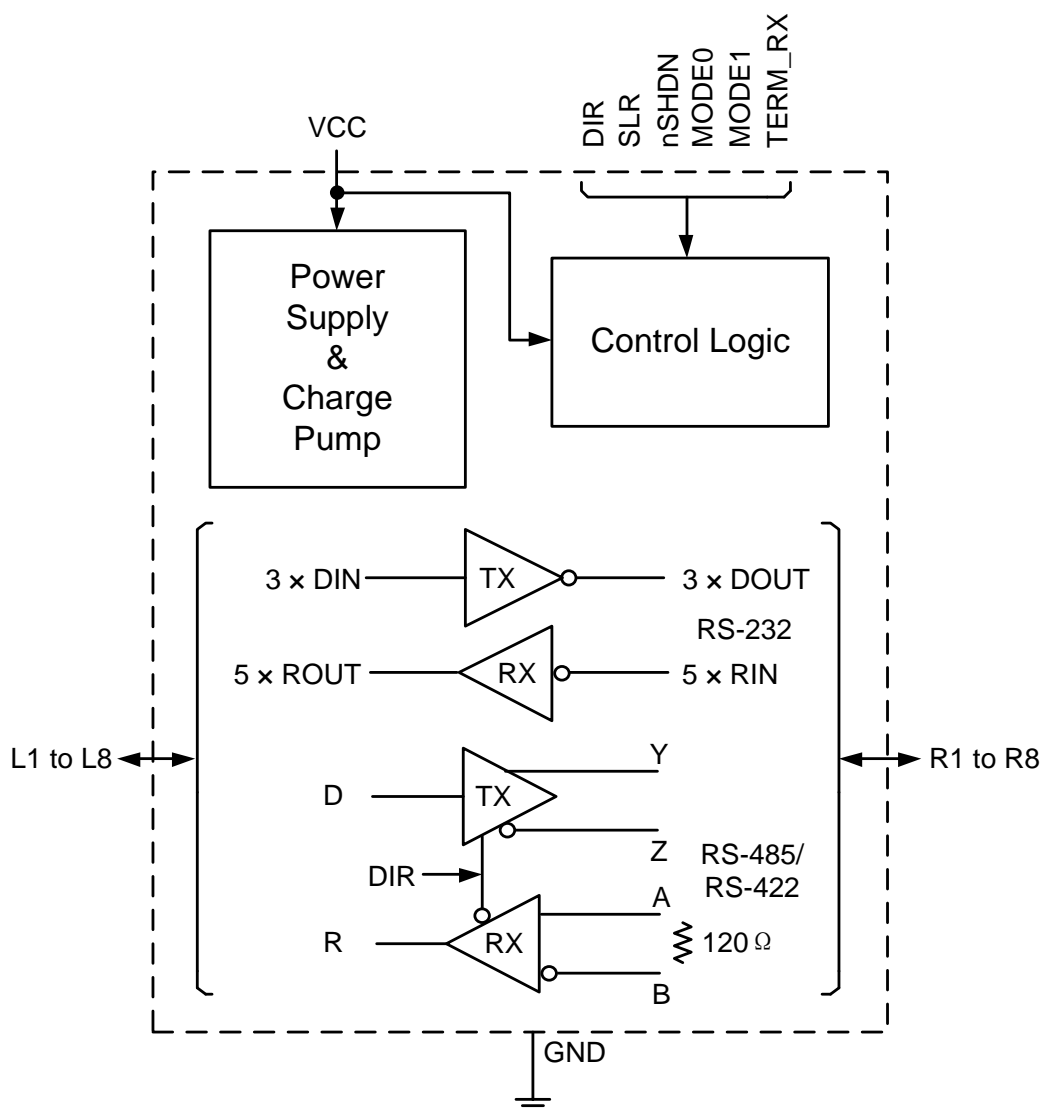 DIR
SLR
nSHDN
MODE0
MODE1
TERM_RX
VCC
Power
Supply
&
Charge
Pump
Control Logic
3 × DIN
TX
3 × DOUT
RS-232
5 × ROUT
RX
5 × RIN
L1 to L8
R1 to R8
Y
D
TX
Z
RS-485/
RS-422
DIR
A
R
RX
120 Ω
B
GND